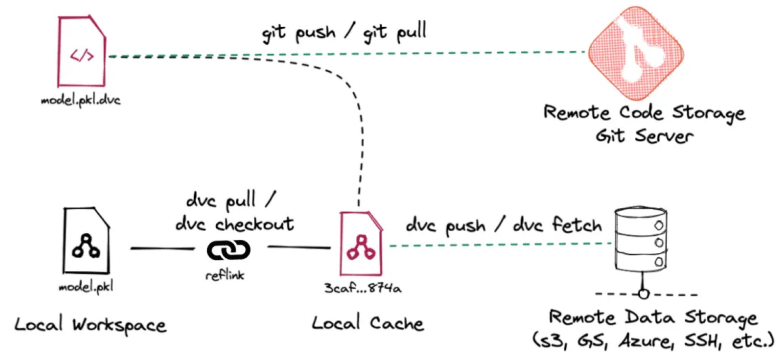 git push / git pull
</>
model.pkl.dvc
Remote Code Storage
Git Server
dvc pull /
dvc checkout
dvc push / dvc fetch
model.pkl
reflink
3caf...874a
Local Workspace
Local Cache
Remote Data Storage
(s3, GS, Azure, SSH, etc.)